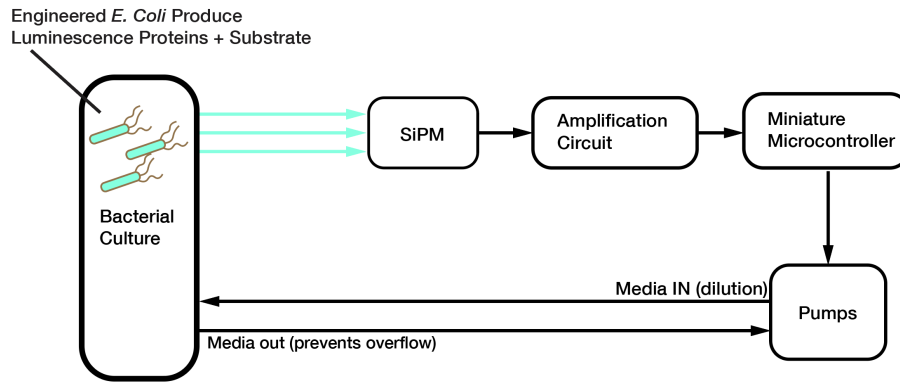 Engineered E. Coli Produce
Luminescence Proteins + Substrate
SiPM
Amplification
Circuit
Miniature
Microcontroller
Bacterial
Culture
Media IN (dilution)
Pumps
Media out (prevents overflow)